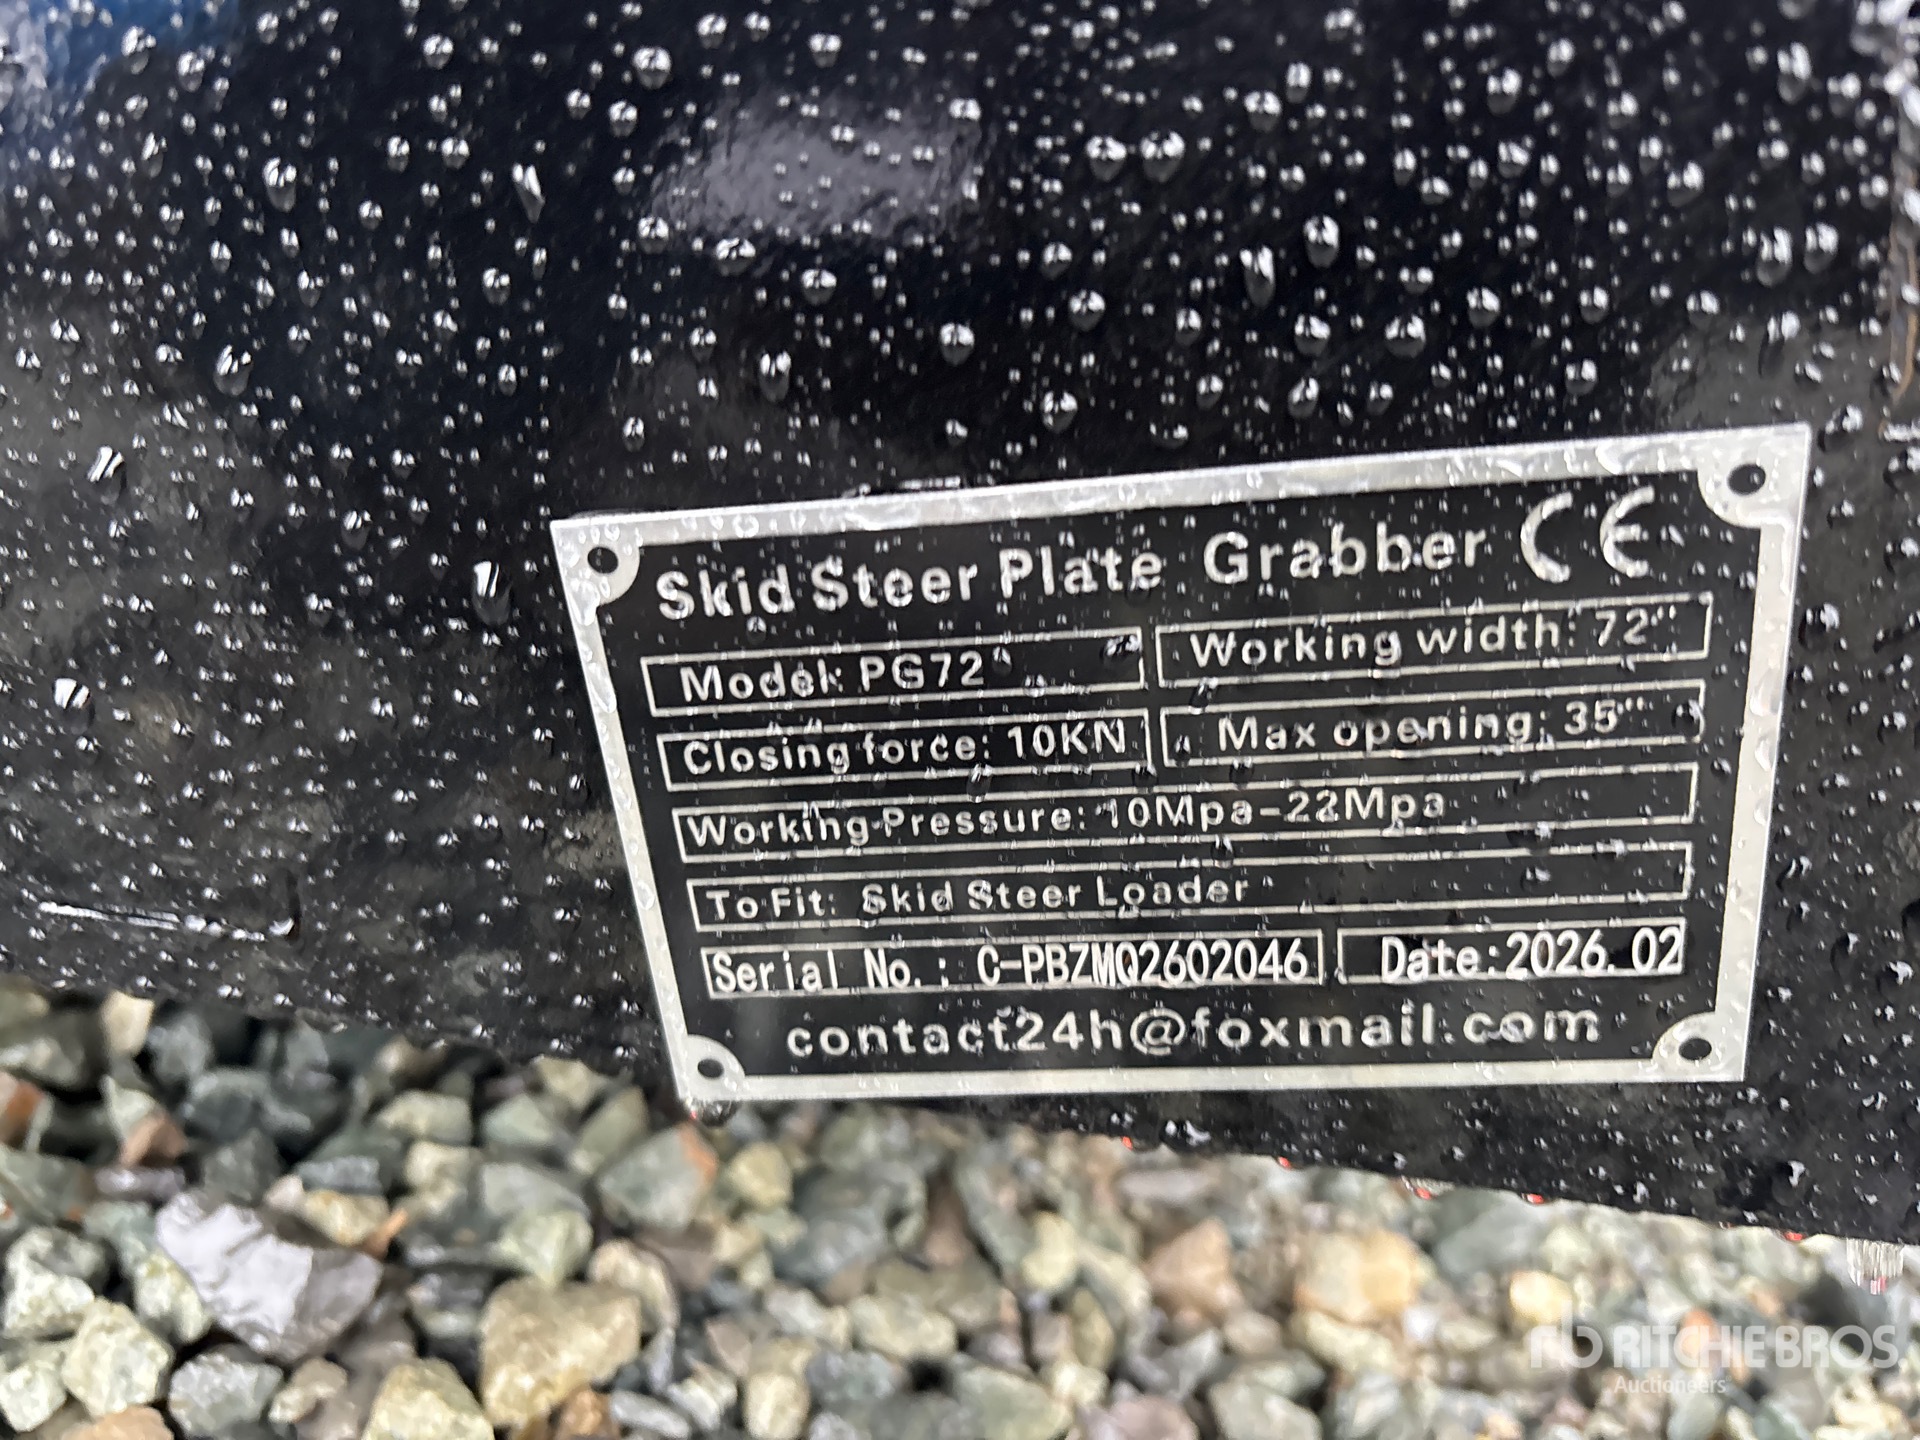 Skid Steer Plate Grabber CE
Model: PG72" Working width: 72"
Closing force: 10KN Max opening: 35"
Working Pressure: 10Mpa-22Mpa
To Fit: Skid Steer Loader
Serial No.: C-PBZMQ2602046 Date:2026.02
contact24h@foxmail.com
rb RITCHIE BROS.
Auctioneers